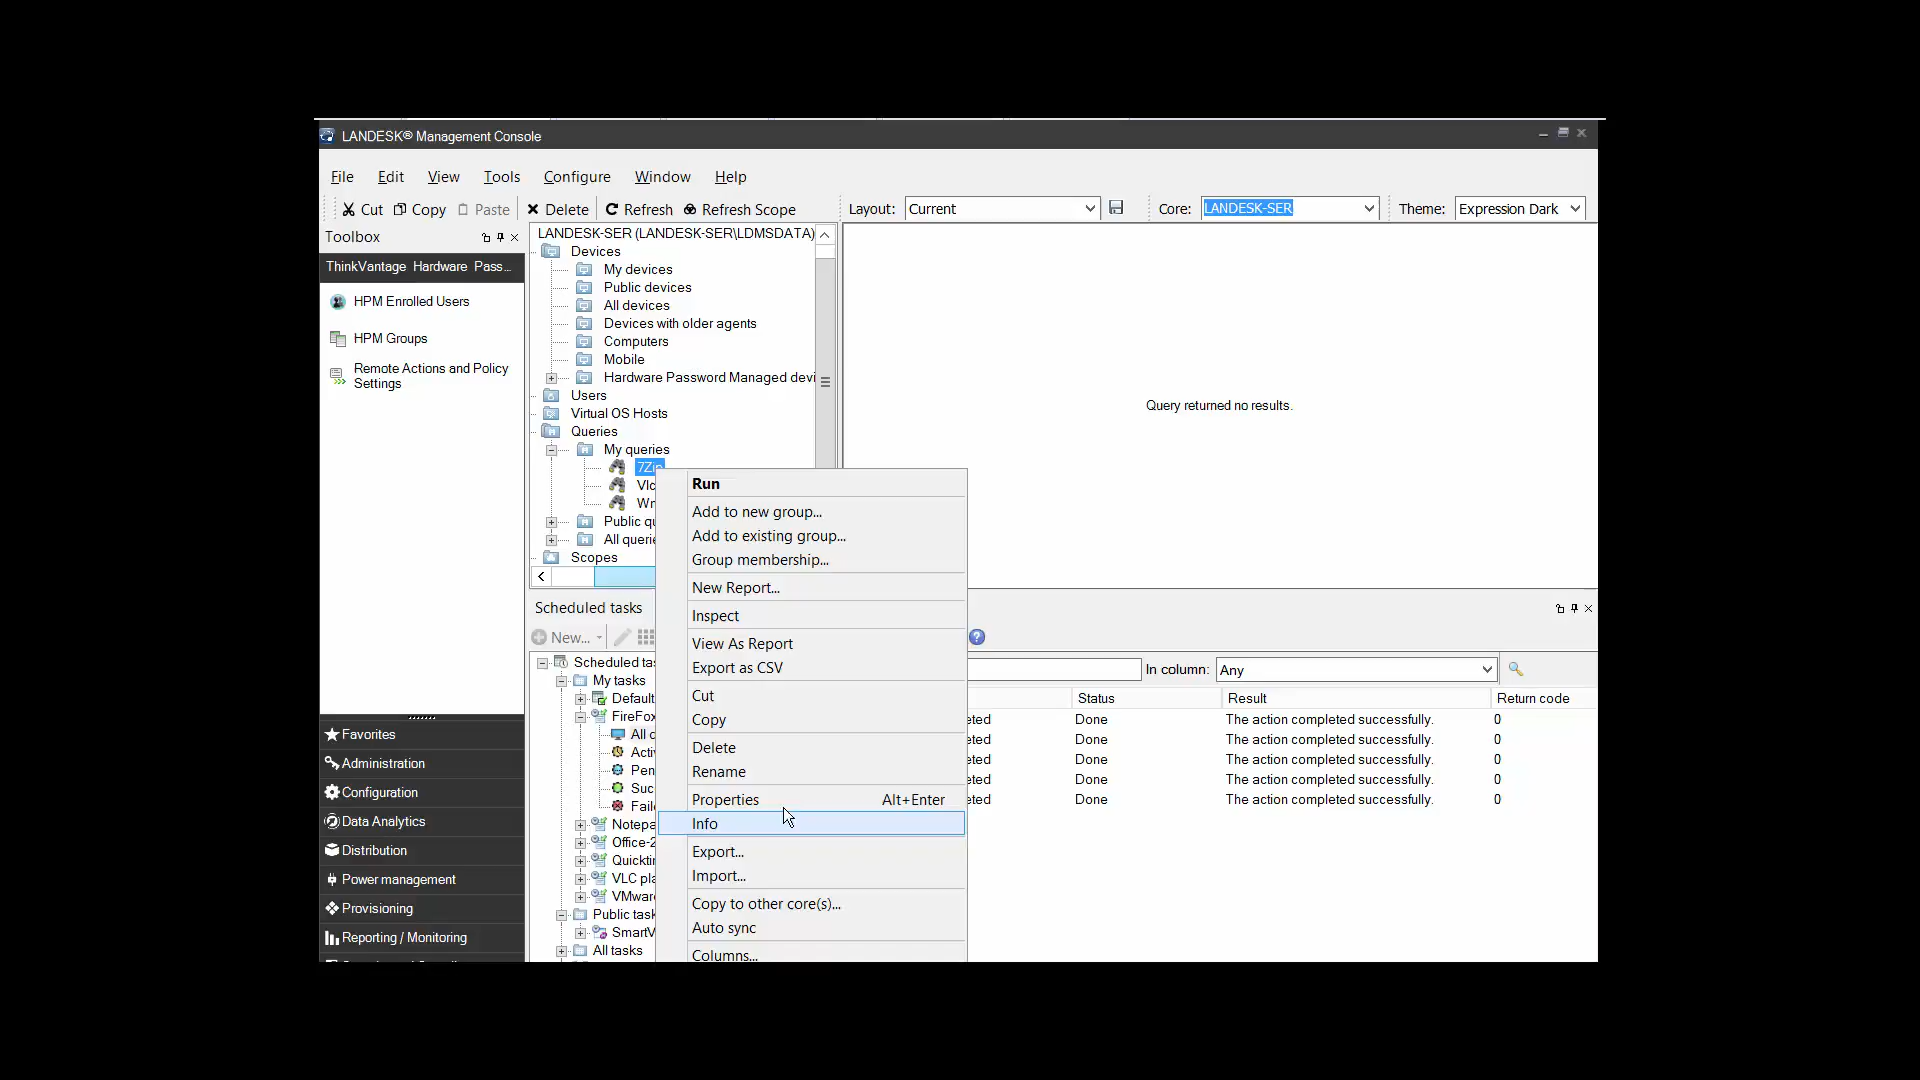 LANDESK® Management Console
File Edit View Tools Configure Window Help
Cut Copy Paste Delete Refresh Refresh Scope Layout: Current Core: LANDESK-SER Theme: Expression Dark
Toolbox
ThinkVantage Hardware Pass...
HPM Enrolled Users
HPM Groups
Remote Actions and Policy
Settings
Favorites
Administration
Configuration
Data Analytics
Distribution
Power management
Provisioning
Reporting / Monitoring
LANDESK-SER (LANDESK-SER\LDMSDATA)
Devices
My devices
Public devices
All devices
Devices with older agents
Computers
Mobile
Hardware Password Managed devi
Users
Virtual OS Hosts
Queries
My queries
7Zip
Vlc
Public qu
All querie
Scopes
Query returned no results.
Run
Add to new group...
Add to existing group...
Group membership...
New Report...
Inspect
View As Report
Export as CSV
Cut
Copy
Delete
Rename
Properties Alt+Enter
Info
Export...
Import...
Copy to other core(s)...
Auto sync
Columns...
Scheduled tasks
New...
Scheduled tas
My tasks
Default
FireFox
All d
Activ
Pen
Suc
Faile
Notepa
Office-2
Quickti
VLC pla
VMware
Public task
SmartV
All tasks
In column: Any
Status Result Return code
eted Done The action completed successfully. 0
eted Done The action completed successfully. 0
eted Done The action completed successfully. 0
eted Done The action completed successfully. 0
eted Done The action completed successfully. 0